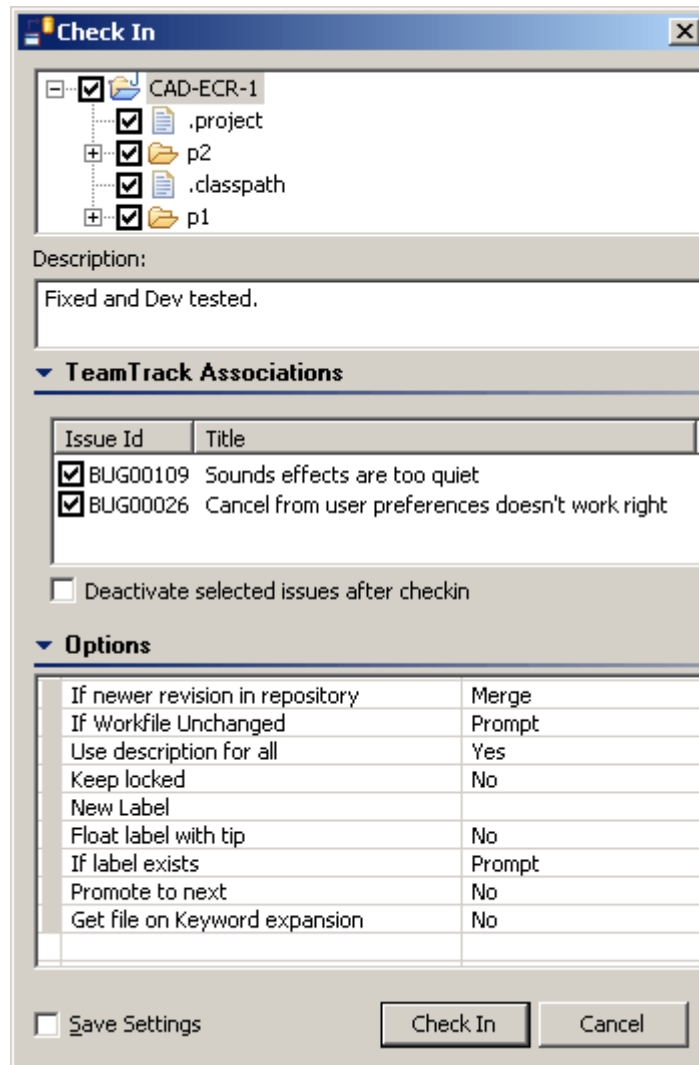 Check In
CAD-ECR-1
.project
p2
.classpath
p1
Description:
Fixed and Dev tested.
TeamTrack Associations
Issue Id Title
BUG00109 Sounds effects are too quiet
BUG00026 Cancel from user preferences doesn't work right
Deactivate selected issues after checkin
Options
If newer revision in repository Merge
If Workfile Unchanged Prompt
Use description for all Yes
Keep locked No
New Label
Float label with tip No
If label exists Prompt
Promote to next No
Get file on Keyword expansion No
Save Settings Check In Cancel